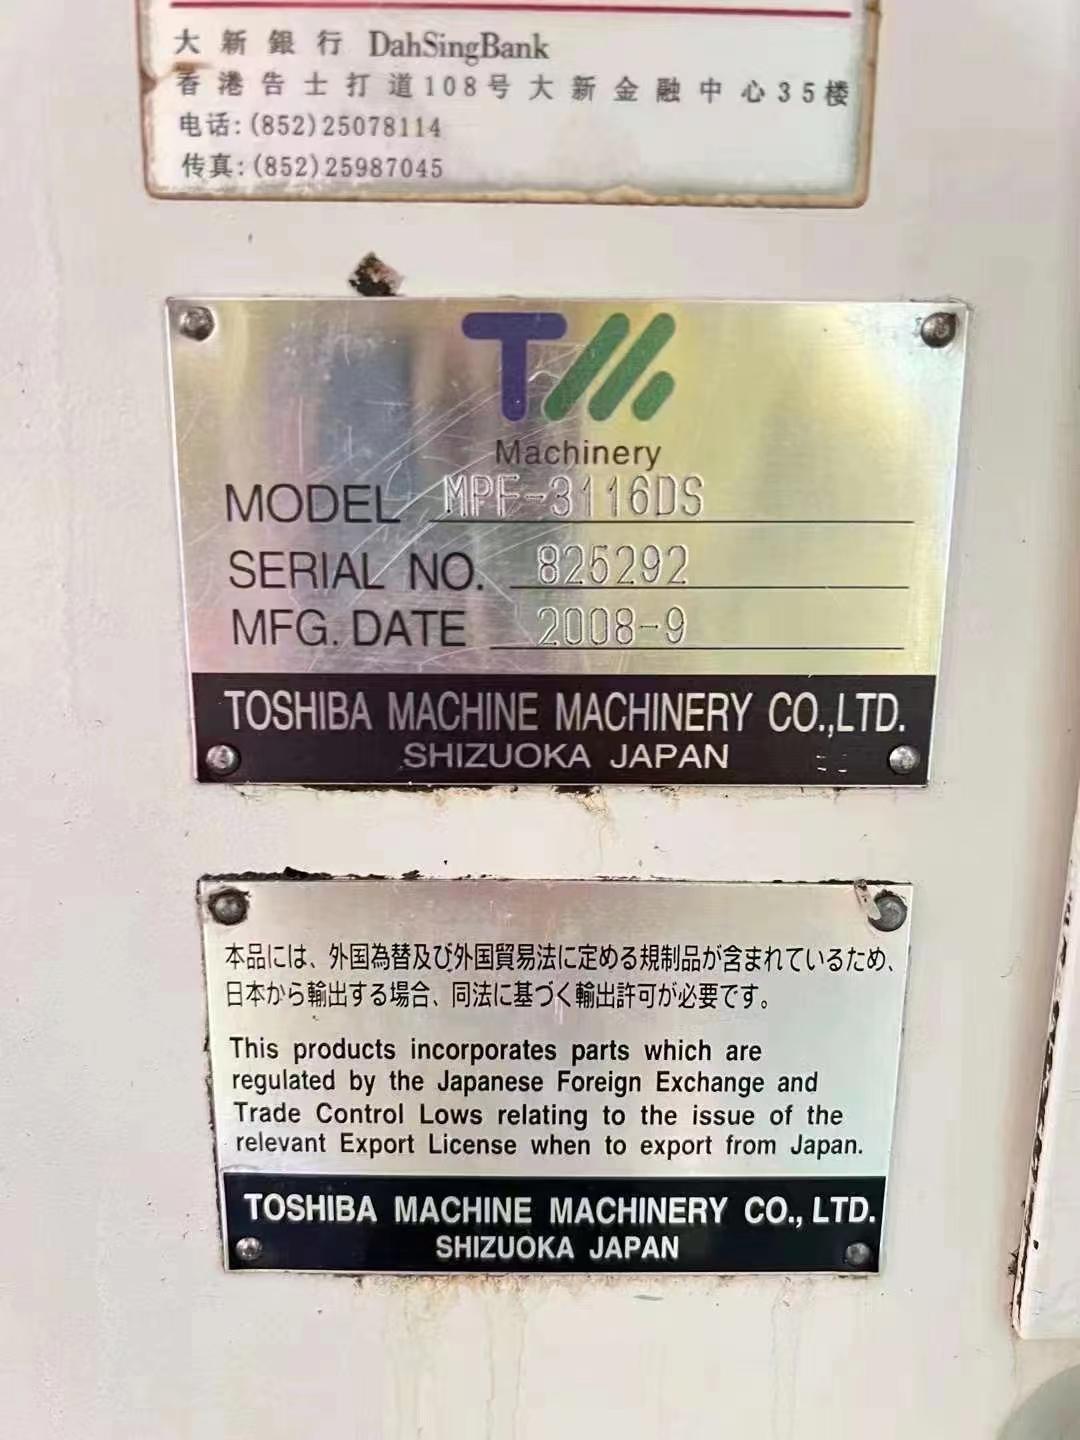 大新銀行 DahSingBank
香港告士打道108号大新金融中心35楼
电话:(852)25078114
传真:(852)25987045
TM
Machinery
MODEL MPF-3116DS
SERIAL NO. 825292
MFG. DATE 2008-9
TOSHIBA MACHINE MACHINERY CO.,LTD.
SHIZUOKA JAPAN
本品には、外国為替及び外国貿易法に定める規制品が含まれているため、
日本から輸出する場合、同法に基づく輸出許可が必要です。
This products incorporates parts which are
regulated by the Japanese Foreign Exchange and
Trade Control Lows relating to the issue of the
relevant Export License when to export from Japan.
TOSHIBA MACHINE MACHINERY CO., LTD.
SHIZUOKA JAPAN